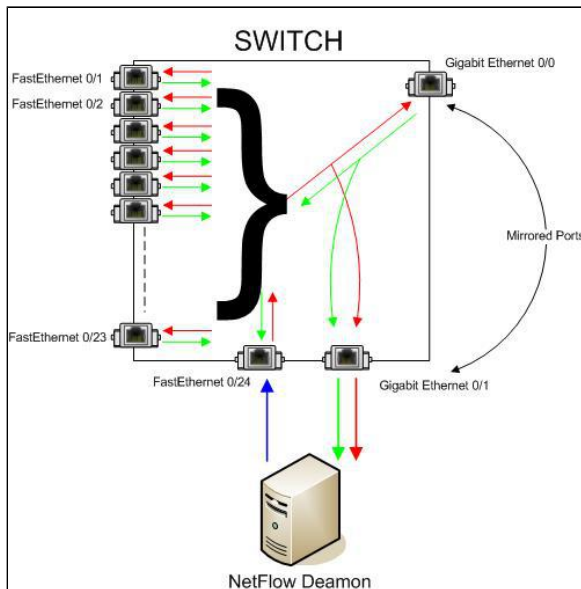 SWITCH
Gigabit Ethernet 0/0
FastEthernet 0/1
FastEthernet 0/2
Mirrored Ports
FastEthernet 0/23
FastEthernet 0/24
Gigabit Ethernet 0/1
NetFlow Deamon